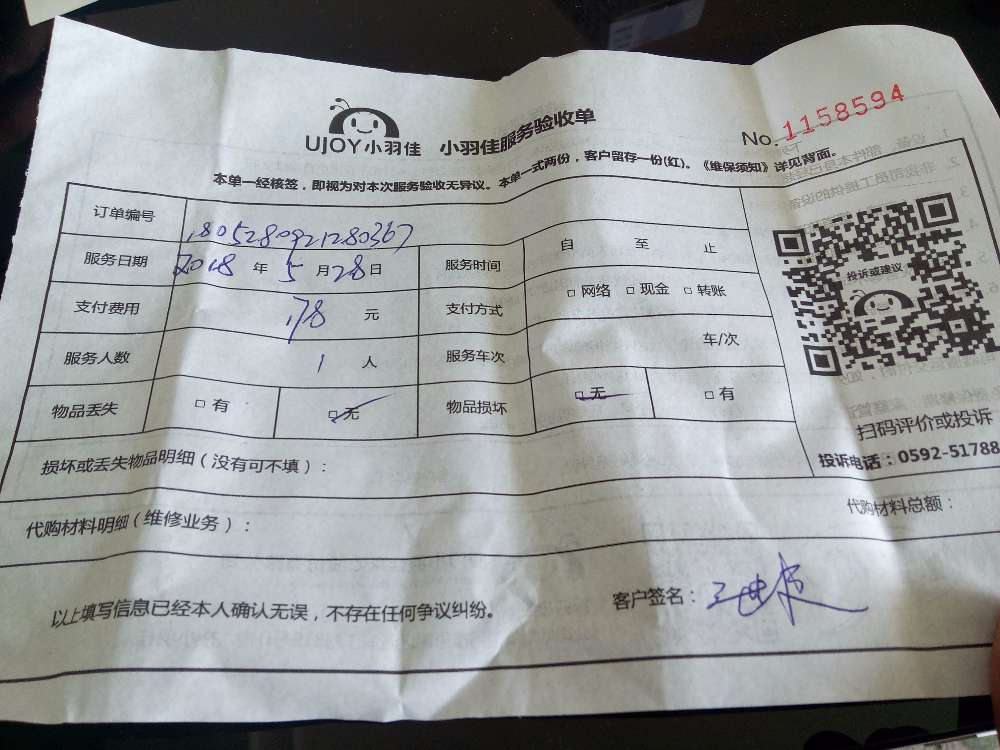 UJOY小羽佳 小羽佳服务验收单
No. 1158594
本单一经核签，即视为对本次服务验收无异议。本单一式两份，客户留存一份(红)。《维保须知》详见背面。
订单编号 1805280921280367
服务日期 2018 年 5 月 28 日 服务时间 自 至 止
支付费用 178 元 支付方式 □ 网络 □ 现金 □ 转账
服务人数 1 人 服务车次 车/次
物品丢失 □ 有 □ 无 物品损坏 □ 无 □ 有
投诉或建议
扫码评价或投诉
投诉电话：0592-51788
损坏或丢失物品明细（没有可不填）：
代购材料明细（维修业务）： 代购材料总额：
以上填写信息已经本人确认无误，不存在任何争议纠纷。 客户签名：